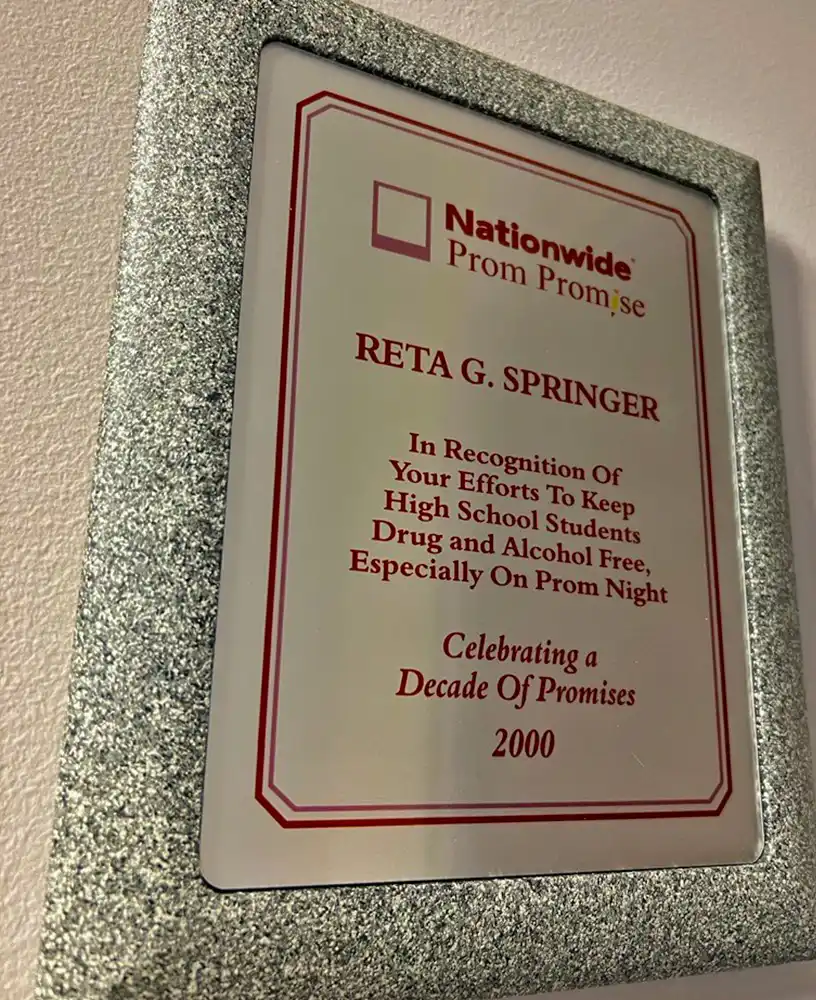 Nationwide®
Prom Promise
RETA G. SPRINGER
In Recognition Of
Your Efforts To Keep
High School Students
Drug and Alcohol Free,
Especially On Prom Night
Celebrating a
Decade Of Promises
2000